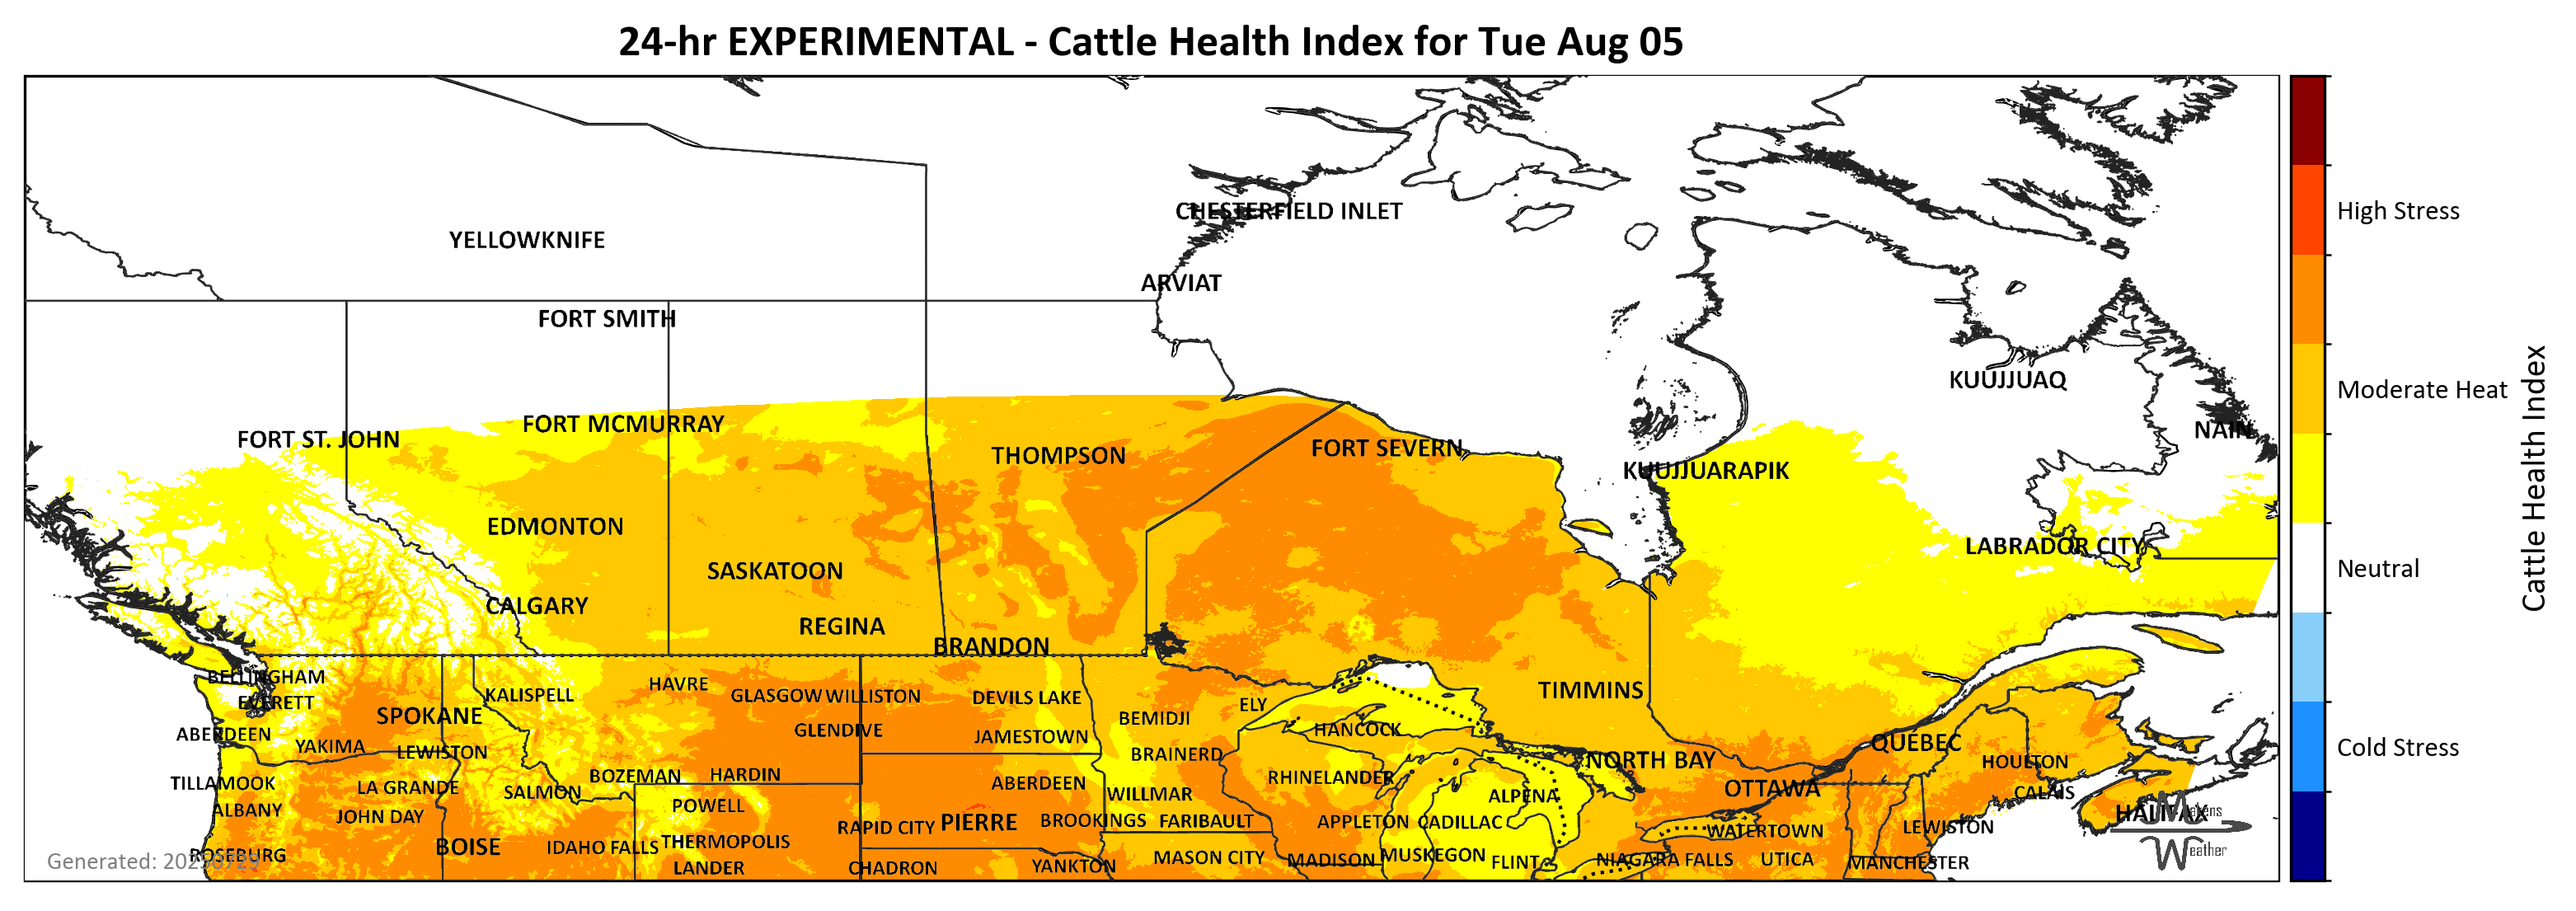 24-hr EXPERIMENTAL - Cattle Health Index for Tue Aug 05
CHESTERFIELD INLET
High Stress
YELLOWKNIFE
ARVIAT
FORT SMITH
KUUJJUAQ
Moderate Heat
FORT MCMURRAY
NAIN
FORT ST. JOHN
FORT SEVERN
THOMPSON
KUUJJUARAPIK
Cattle Health Index
EDMONTON
LABRADOR CITY
SASKATOON
Neutral
CALGARY
REGINA
BRANDON
BELLINGHAM
HAVRE
TIMMINS
KALISPELL
GLASGOW
WILLISTON
DEVILS LAKE
EVERETT
ELY
SPOKANE
BEMIDJI
GLENDIVE
HANCOCK
ABERDEEN
JAMESTOWN
QUEBEC
YAKIMA
LEWISTON
BRAINERD
Cold Stress
NORTH BAY
HOULTON
BOZEMAN
HARDIN
RHINELANDER
TILLAMOOK
LA GRANDE
ABERDEEN
OTTAWA
SALMON
WILLMAR
CALAIS
ALPENA
POWELL
ALBANY
Makens
HALIFAX
JOHN DAY
RAPID CITY
PIERRE
BROOKINGS
FARIBAULT
APPLETON
CADILLAC
LEWISTON
WATERTOWN
THERMOPOLIS
BOISE
IDAHO FALLS
Weather
ROSEBURG
MASON CITY
MADISON
MUSKEGON
FLINT
NIAGARA FALLS
UTICA
MANCHESTER
Generated: 20250729
LANDER
CHADRON
YANKTON